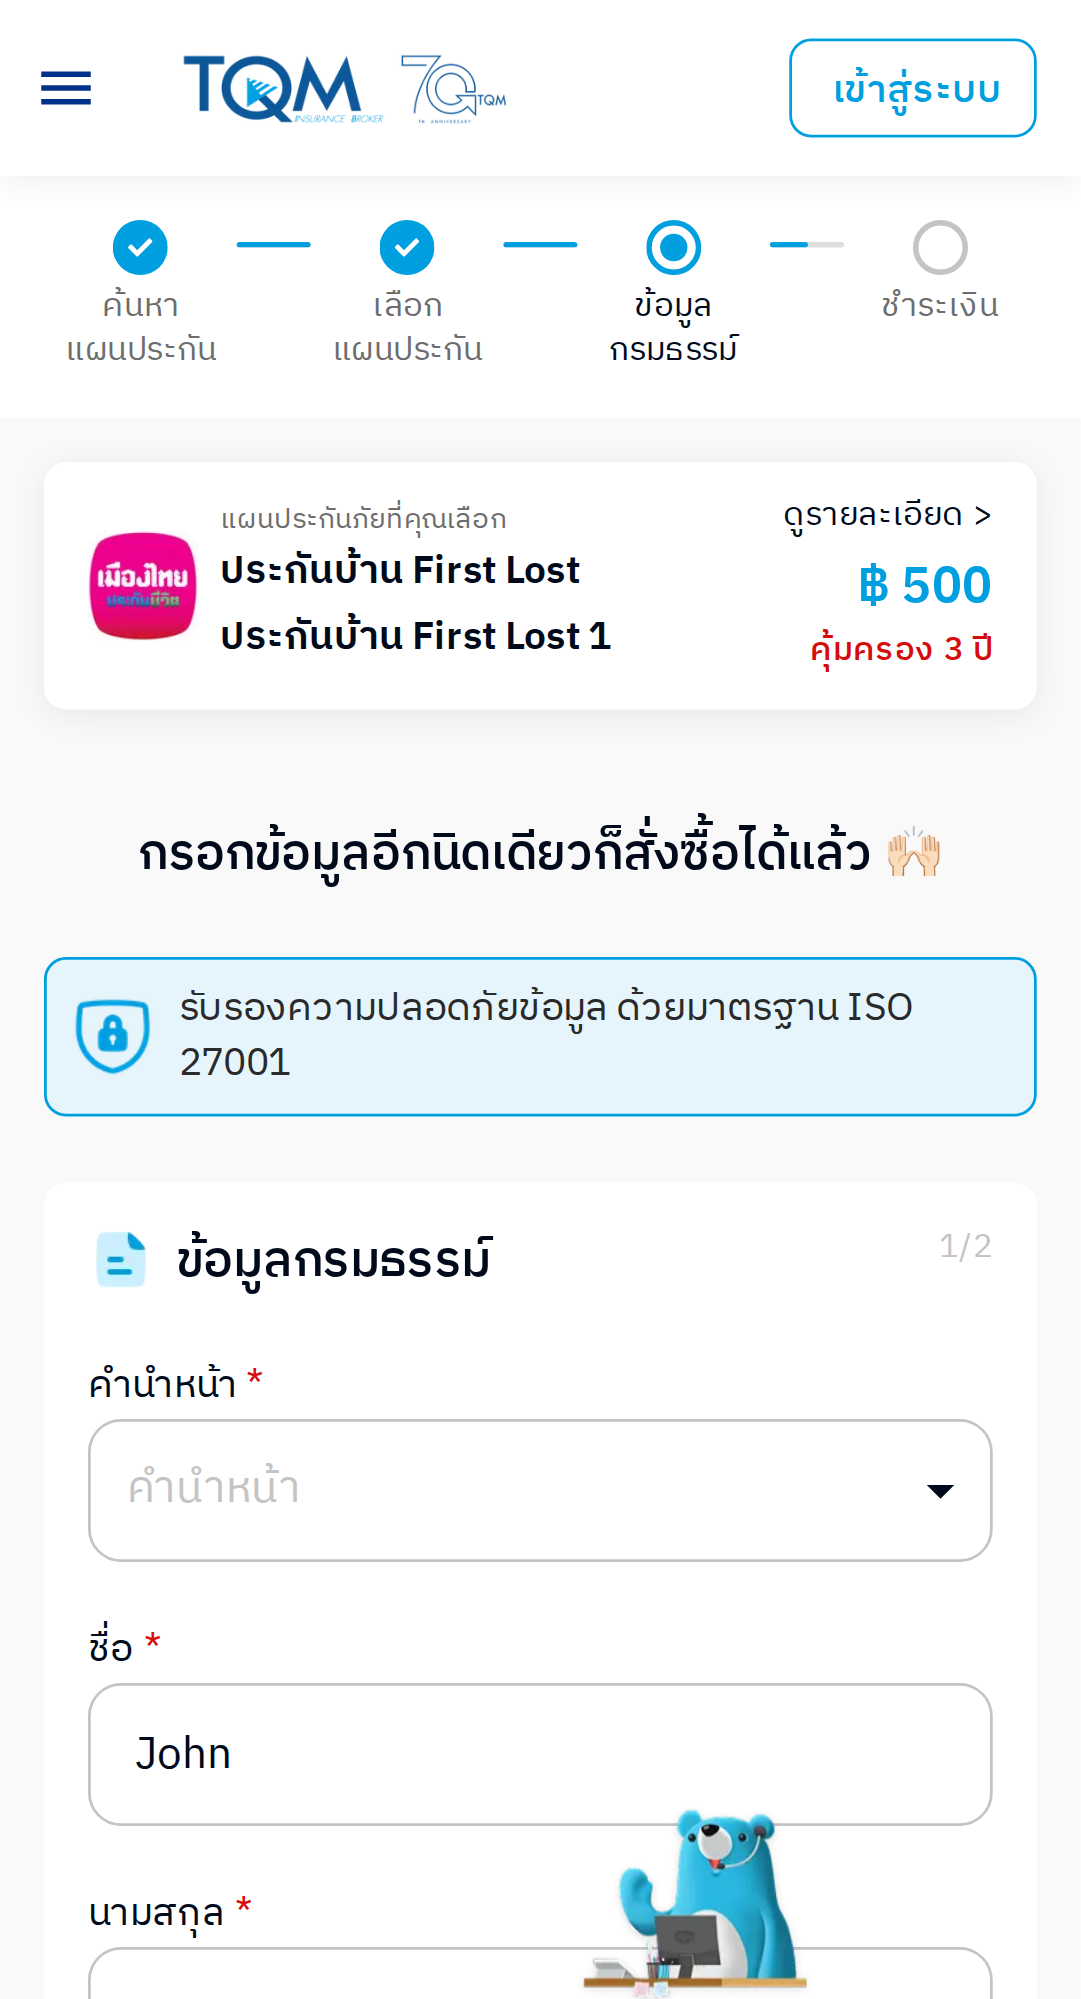 TQM
INSURANCE BROKER
70 TQM
TH ANNIVERSARY
เข้าสู่ระบบ
ค้นหา
แผนประกัน
เลือก
แผนประกัน
ข้อมูล
กรมธรรม์
ชำระเงิน
เมืองไทย
ประกันชีวิต
แผนประกันภัยที่คุณเลือก
ประกันบ้าน First Lost
ประกันบ้าน First Lost 1
ดูรายละเอียด >
฿ 500
คุ้มครอง 3 ปี
กรอกข้อมูลอีกนิดเดียวก็สั่งซื้อได้แล้ว 🙌🏻
รับรองความปลอดภัยข้อมูล ด้วยมาตรฐาน ISO
27001
ข้อมูลกรมธรรม์
1/2
คำนำหน้า *
คำนำหน้า
ชื่อ *
John
นามสกุล *